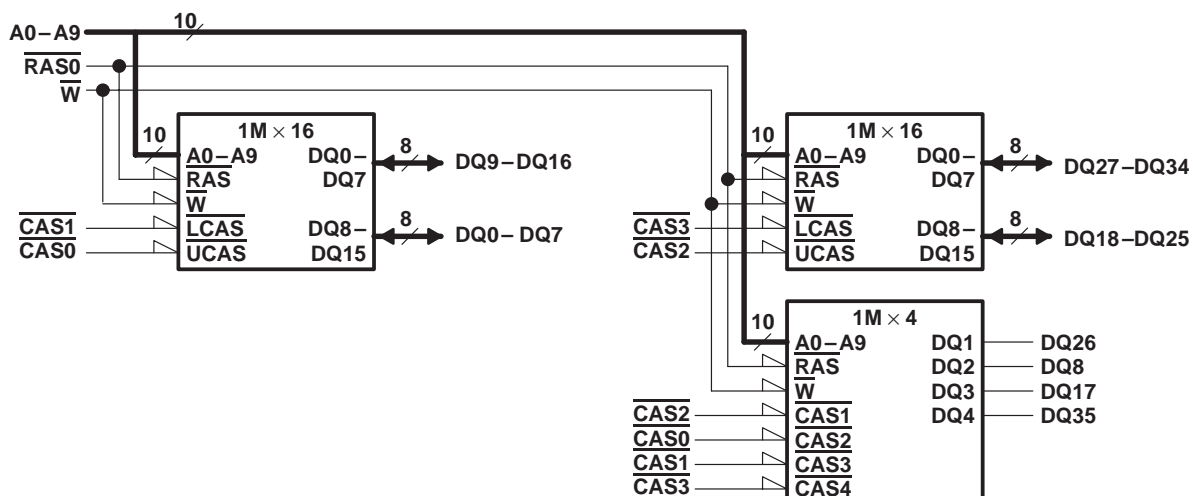 10
A0–A9
RAS0
W
1M × 16
10
A0–A9
DQ0–
DQ7
8
DQ9–DQ16
RAS
W
CAS1
LCAS
DQ8–
DQ15
8
DQ0–DQ7
CAS0
UCAS
1M × 16
10
A0–A9
DQ0–
DQ7
8
DQ27–DQ34
RAS
W
CAS3
LCAS
DQ8–
DQ15
8
DQ18–DQ25
CAS2
UCAS
1M × 4
10
A0–A9
DQ1
DQ26
RAS
DQ2
DQ8
W
DQ3
DQ17
CAS2
CAS1
DQ4
DQ35
CAS0
CAS2
CAS1
CAS3
CAS3
CAS4